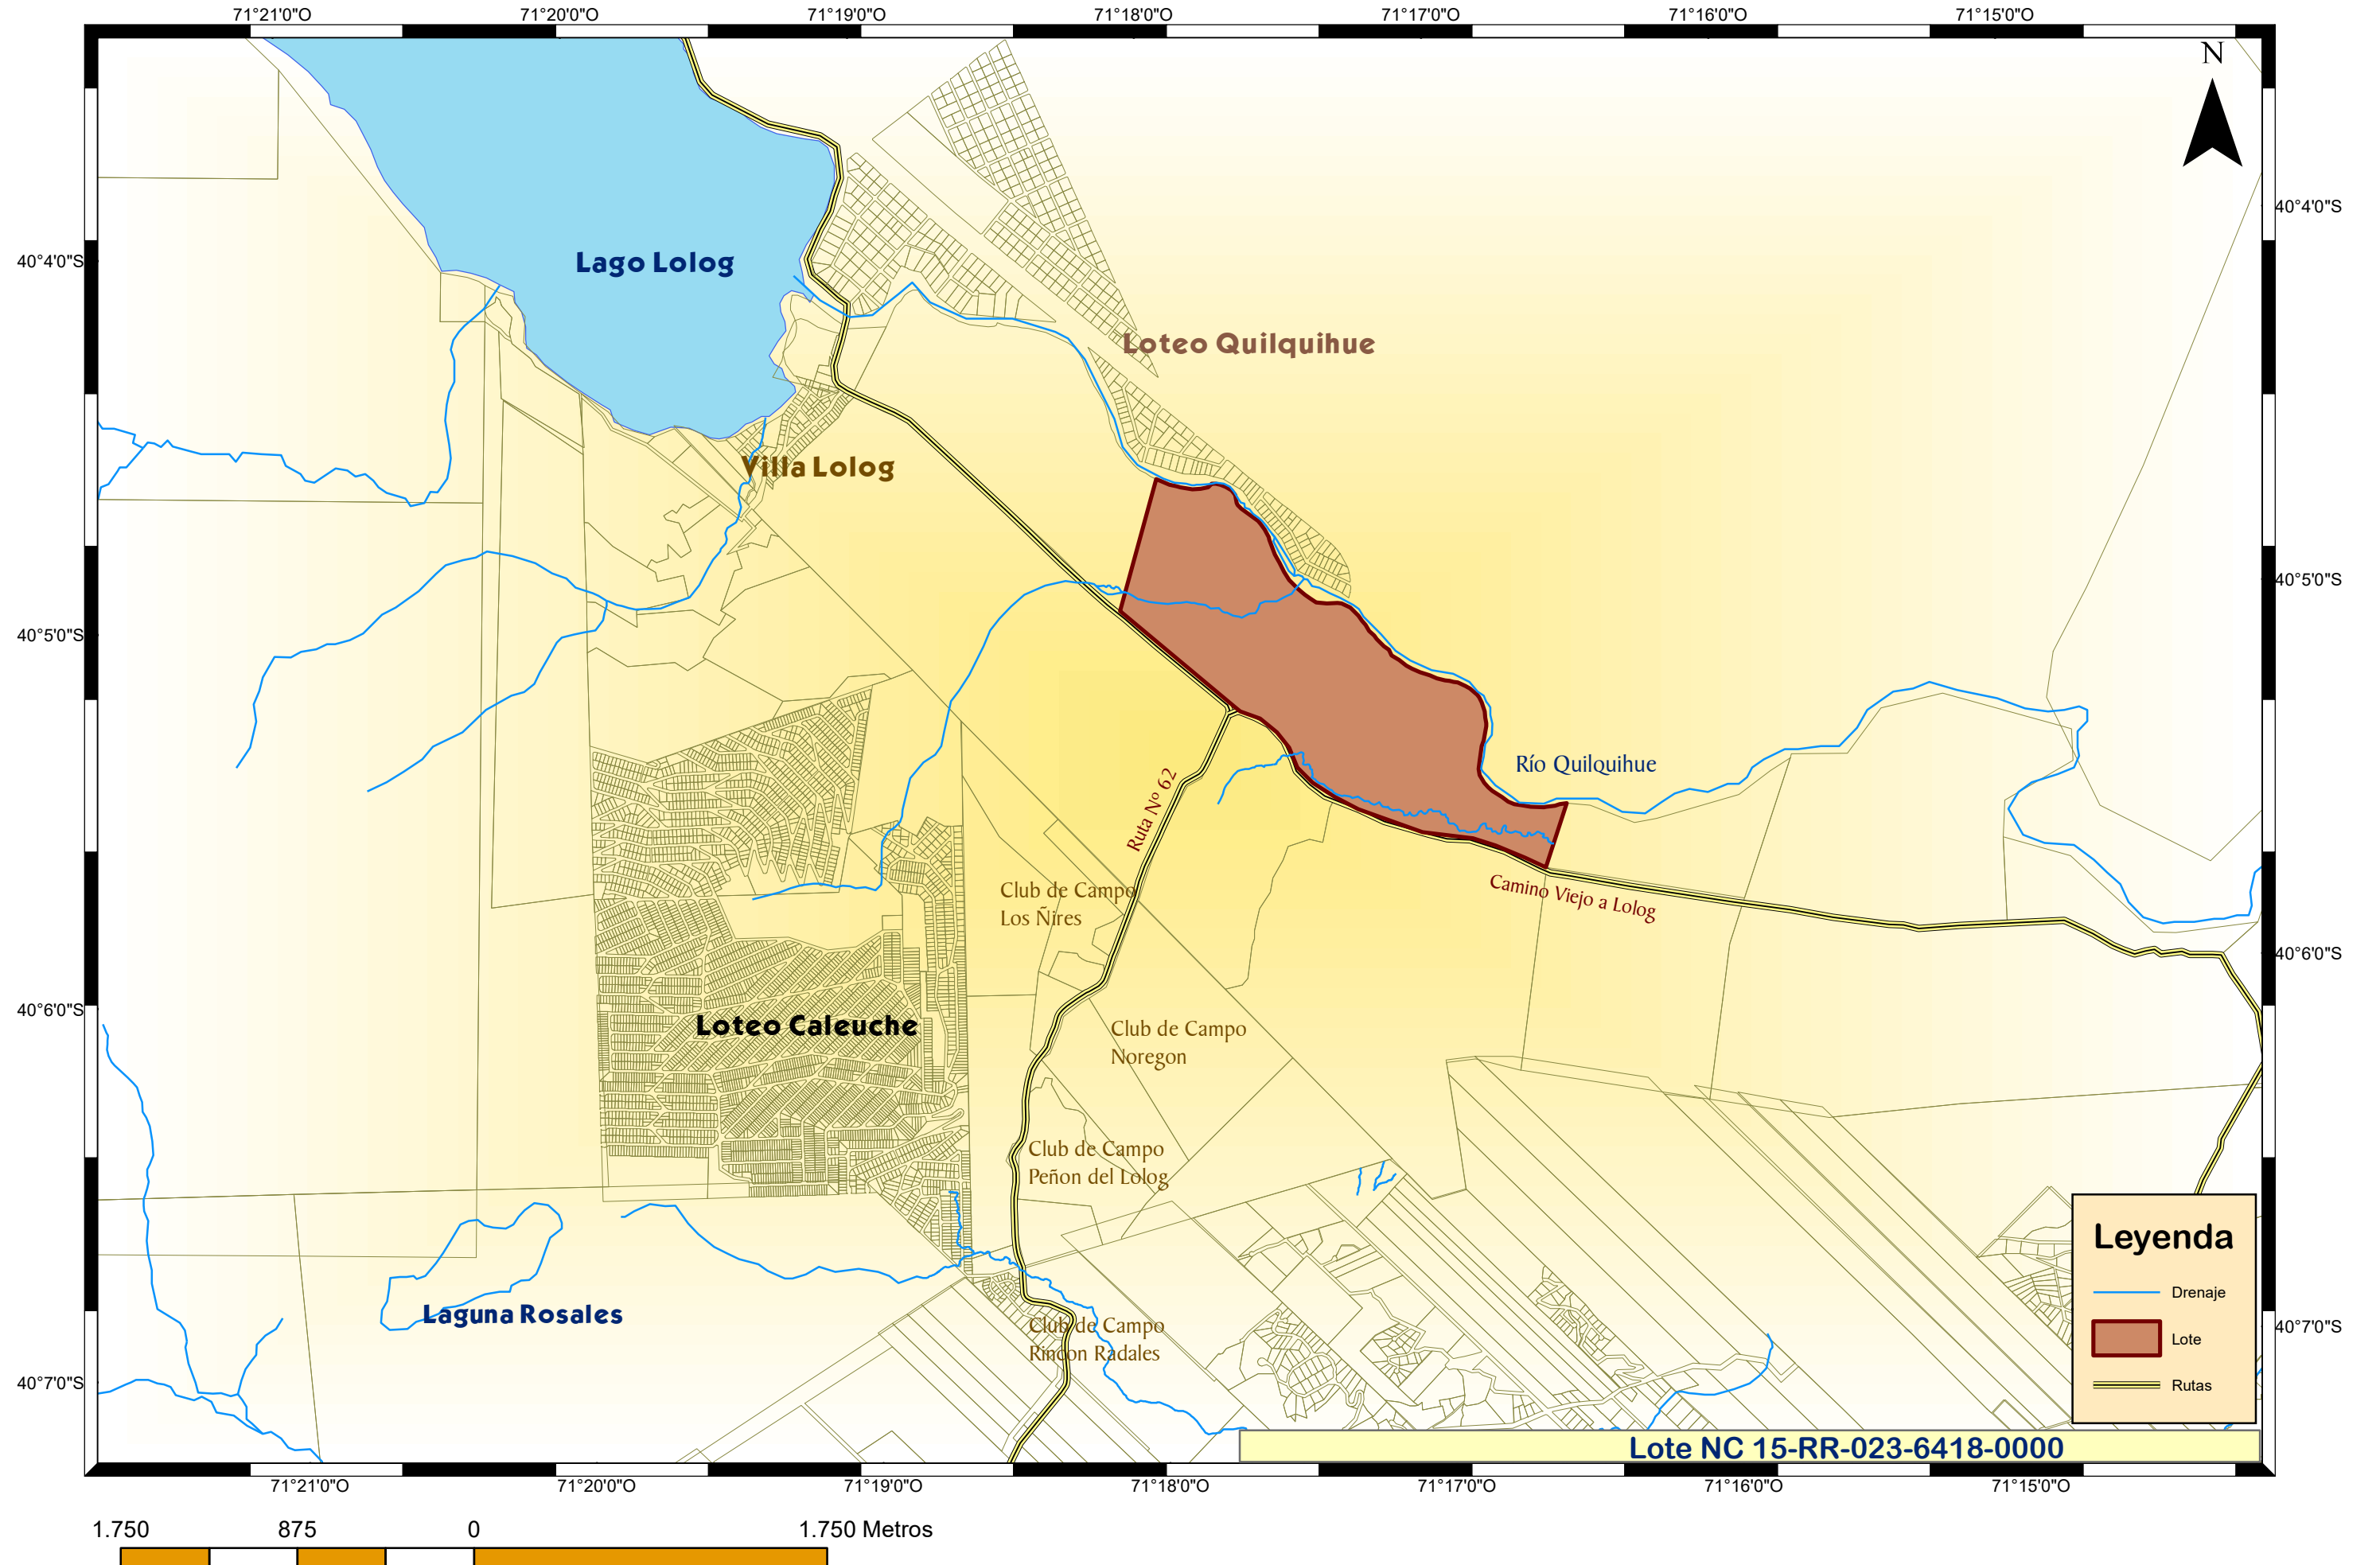 71°21'0"O
71°20'0"O
71°19'0"O
71°18'0"O
71°17'0"O
71°16'0"O
71°15'0"O
N
40°4'0"S
40°4'0"S
Lago Lolog
Loteo Quilquihue
Villa Lolog
40°5'0"S
40°5'0"S
Río Quilquihue
Ruta Nº 62
Camino Viejo a Lolog
Club de Campo
Los Ñires
40°6'0"S
40°6'0"S
Loteo Caleuche
Club de Campo
Noregon
Club de Campo
Peñon del Lolog
Leyenda
Drenaje
Lote
Rutas
Laguna Rosales
Club de Campo
Rincon Radales
40°7'0"S
40°7'0"S
Lote NC 15-RR-023-6418-0000
71°21'0"O
71°20'0"O
71°19'0"O
71°18'0"O
71°17'0"O
71°16'0"O
71°15'0"O
1.750 875 0 1.750 Metros